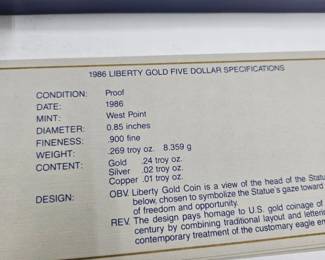 1986 LIBERTY GOLD FIVE DOLLAR SPECIFICATIONS
CONDITION: Proof
DATE: 1986
MINT: West Point
DIAMETER: 0.85 inches
FINENESS: .900 fine
WEIGHT: .269 troy oz. 8.359 g
CONTENT: Gold .24 troy oz.
Silver .02 troy oz.
Copper .01 troy oz.
DESIGN: OBV. Liberty Gold Coin is a view of the head of the
below, chosen to symbolize the Statue's gaze toward
of freedom and opportunity.
REV. The design pays homage to U.S. gold coinage of
century by combining traditional layout and
contemporary treatment of the customary eagle